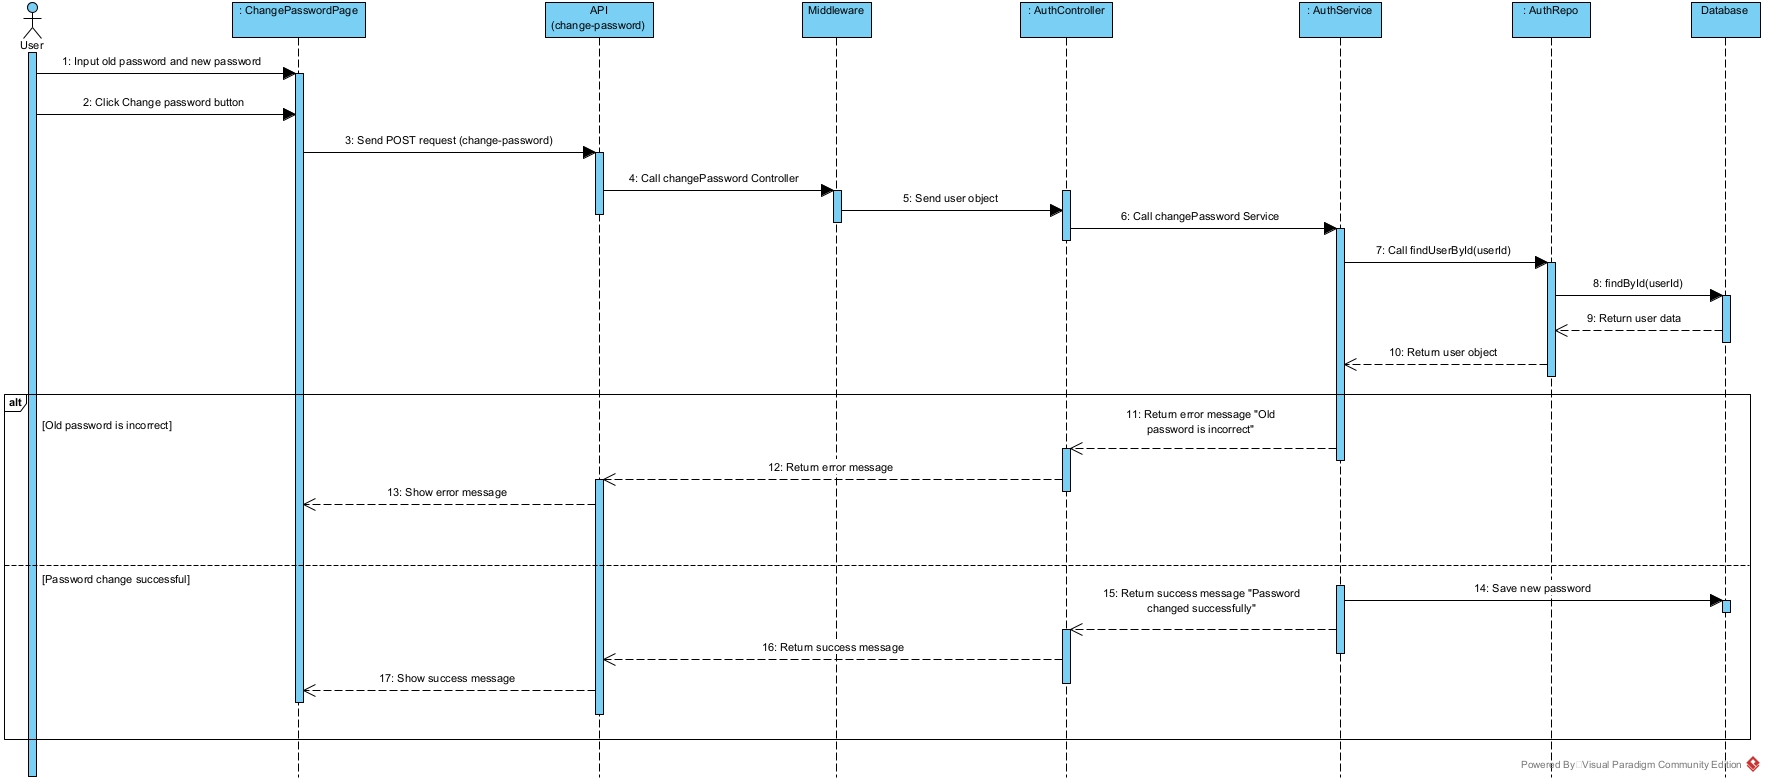 : ChangePasswordPage
API
(change-password)
Middleware
: AuthController
: AuthService
: AuthRepo
Database
User
1: Input old password and new password
2: Click Change password button
3: Send POST request (change-password)
4: Call changePassword Controller
5: Send user object
6: Call changePassword Service
7: Call findUserById(userId)
8: findById(userId)
9: Return user data
10: Return user object
alt
[Old password is incorrect]
11: Return error message "Old
password is incorrect"
12: Return error message
13: Show error message
[Password change successful]
14: Save new password
15: Return success message "Password
changed successfully"
16: Return success message
17: Show success message
Powered By Visual Paradigm Community Edition